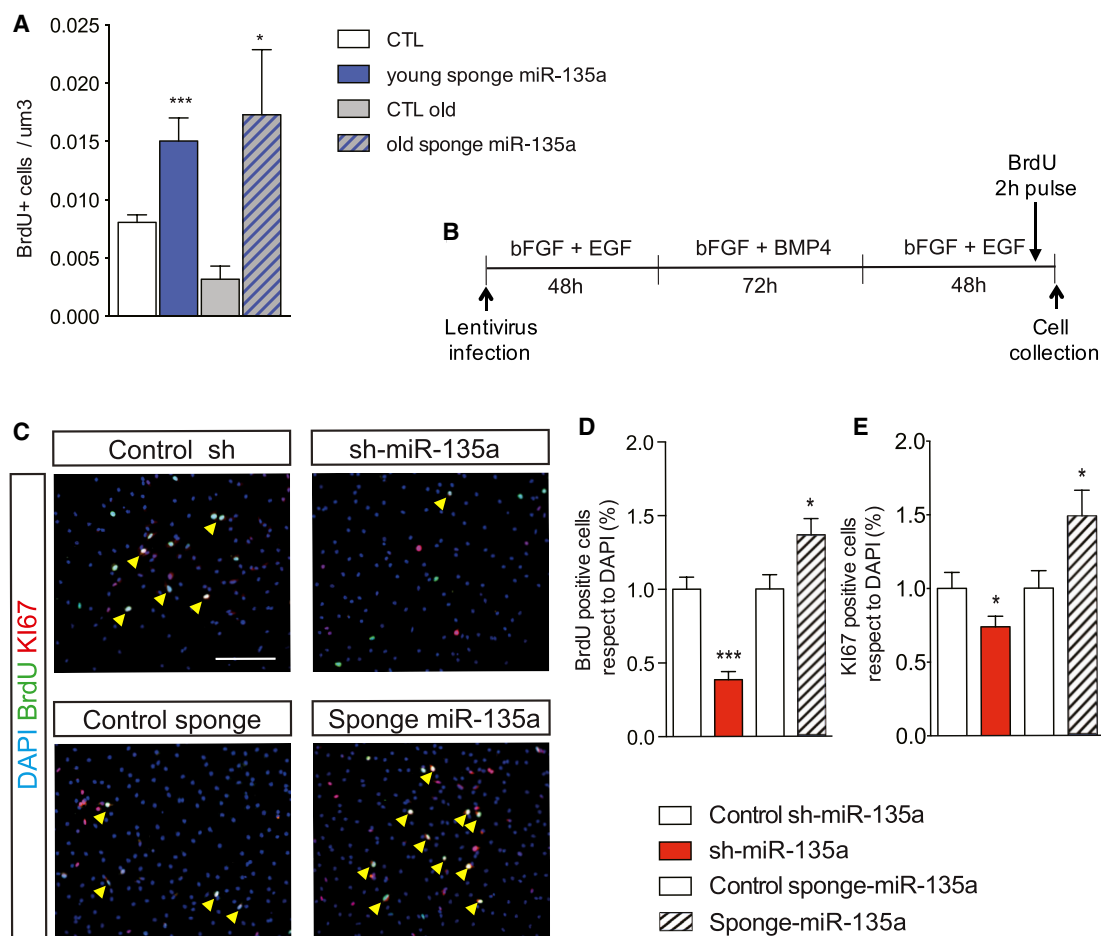 A
0.025
0.020
0.015
0.010
0.005
0.000
BrdU+ cells / um3
***
*
CTL
young sponge miR-135a
CTL old
old sponge miR-135a
B
bFGF + EGF
bFGF + BMP4
bFGF + EGF
48h
72h
48h
BrdU
2h pulse
Lentivirus
infection
Cell
collection
C
Control sh
sh-miR-135a
Control sponge
Sponge miR-135a
DAPI BrdU KI67
D
2.0
1.5
1.0
0.5
0.0
BrdU positive cells
respect to DAPI (%)
***
*
E
2.0
1.5
1.0
0.5
0.0
KI67 positive cells
respect to DAPI (%)
*
*
Control sh-miR-135a
sh-miR-135a
Control sponge-miR-135a
Sponge-miR-135a